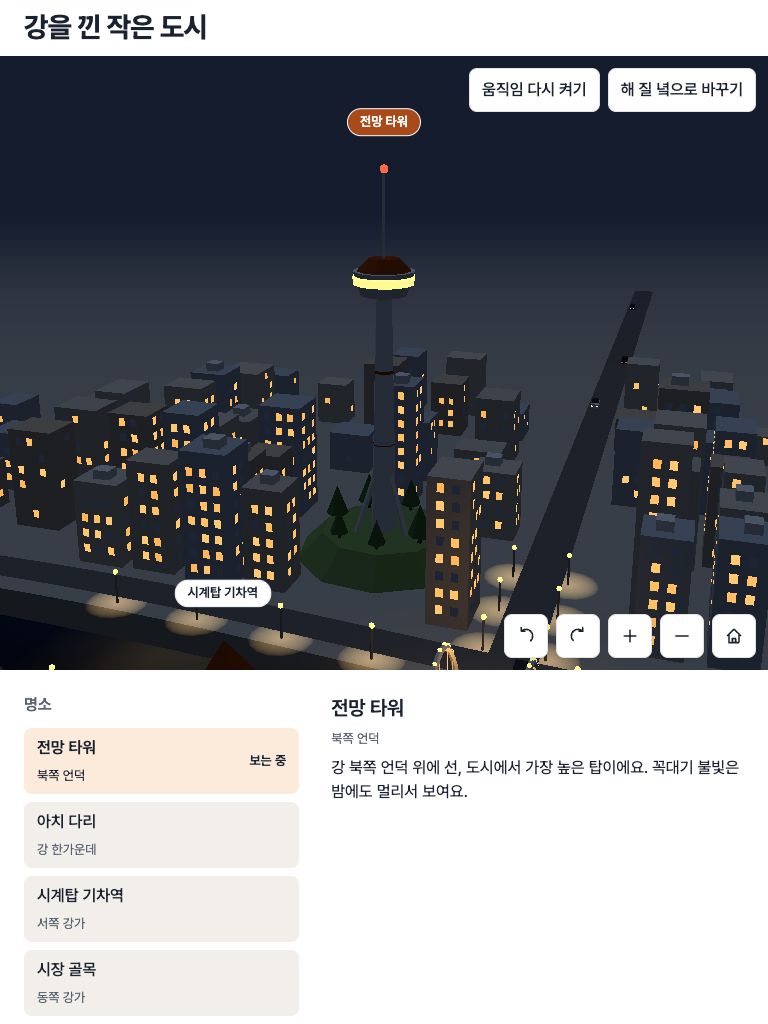 강을 낀 작은 도시
움직임 다시 켜기
해 질 녘으로 바꾸기
전망 타워
시계탑 기차역
명소
전망 타워
북쪽 언덕
보는 중
아치 다리
강 한가운데
시계탑 기차역
서쪽 강가
시장 골목
동쪽 강가
전망 타워
북쪽 언덕
강 북쪽 언덕 위에 선, 도시에서 가장 높은 탑이에요. 꼭대기 불빛은
밤에도 멀리서 보여요.